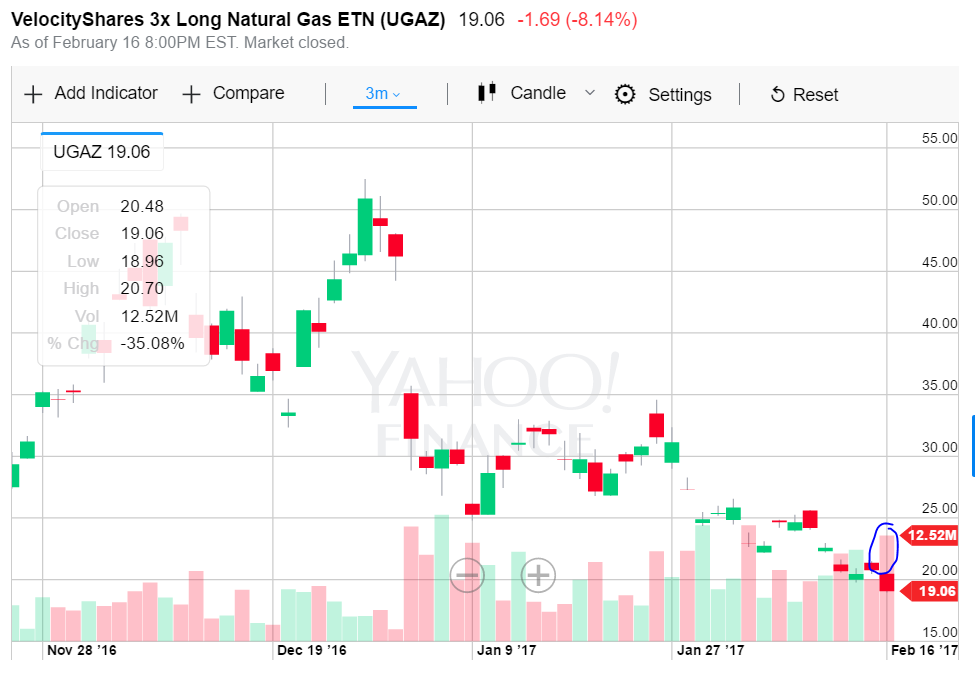 VelocityShares 3x Long Natural Gas ETN (UGAZ) 19.06 -1.69 (-8.14%)
As of February 16 8:00PM EST. Market closed.
Add Indicator Compare 3m Candle Settings Reset
UGAZ 19.06
Open 20.48
Close 19.06
Low 18.96
High 20.70
Vol 12.52M
% Chg -35.08%
YAHOO!
FINANCE
55.00
50.00
45.00
40.00
35.00
30.00
25.00
12.52M
20.00
19.06
15.00
Nov 28 '16 Dec 19 '16 Jan 9 '17 Jan 27 '17 Feb 16 '17